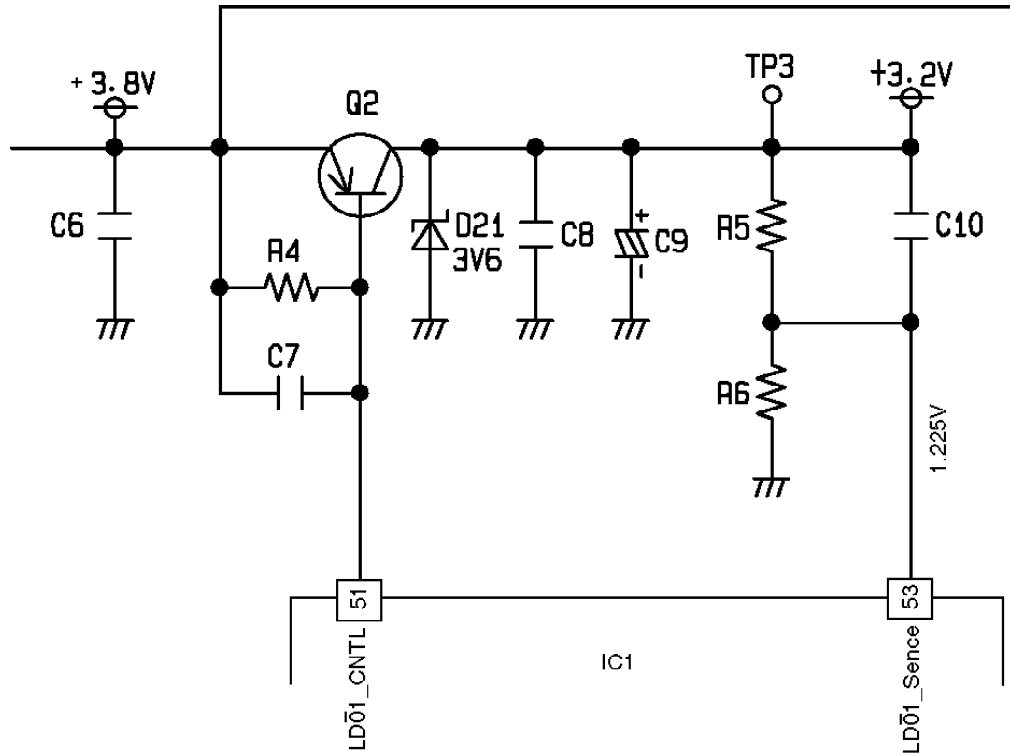 +3.8V
Q2
TP3
+3.2V
C6
D21
3V6
C8
+
C9
-
R5
C10
R4
C7
R6
1.225V
51
53
IC1
LD01_CNTL
LD01_Sence